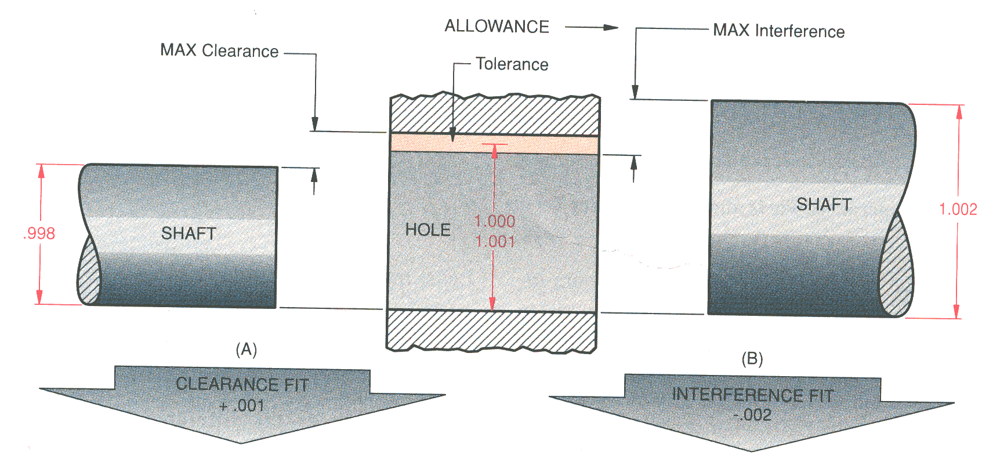 ALLOWANCE
MAX Interference
MAX Clearance
Tolerance
SHAFT
.998
HOLE
1.000
1.001
SHAFT
1.002
(A)
CLEARANCE FIT
+ .001
(B)
INTERFERENCE FIT
-.002